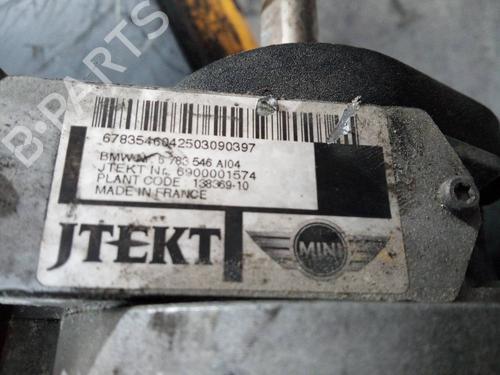 B-PARTS
6783546042503090397
BMW Nr. 6 783 546 AI04
JTEKT Nr. 6900001574
PLANT CODE 138369-10
MADE IN FRANCE
JTEKT
MINI